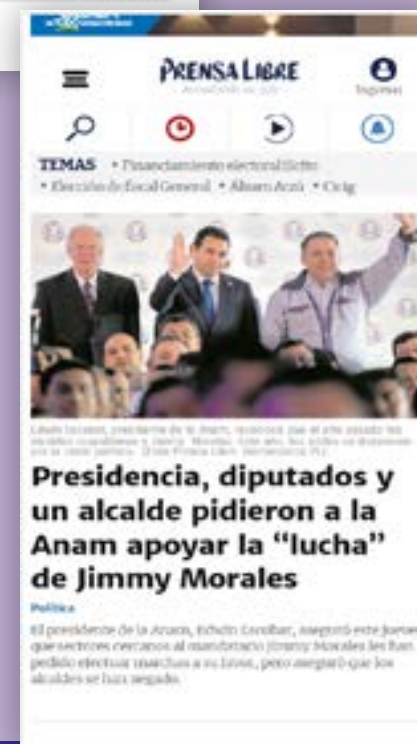 PRENSA LIBRE
TEMAS • Financiamiento electoral ilícito
• Elección de fiscal General • Álvaro Arzú • Cicig
Presidencia, diputados y
un alcalde pidieron a la
Anam apoyar la “lucha”
de Jimmy Morales
Política
El presidente de la Anam, Edwin Escobar, aseguró este jueves
que sectores cercanos al mandatario Jimmy Morales les han
pedido efectuar marchas a su favor, pero aseguró que los
alcaldes se han negado.